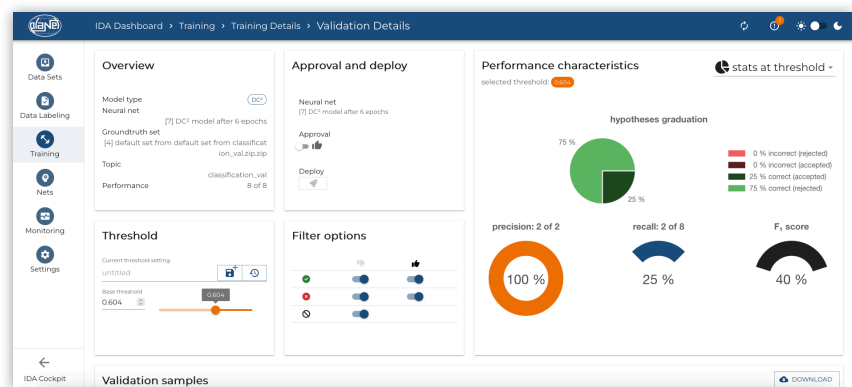 planet
IDA Dashboard › Training › Training Details › Validation Details
Data Sets
Data Labeling
Training
Nets
Monitoring
Settings
IDA Cockpit
Overview
Model type
DC²
Neural net
[7] DC² model after 6 epochs
Groundtruth set
[4] default set from default set from classificat
ion_val.zip.zip
Topic
classification_val
Performance
8 of 8
Approval and deploy
Neural net
[7] DC² model after 6 epochs
Approval
Deploy
Performance characteristics
stats at threshold
selected threshold: 0.604
hypotheses graduation
75 %
25 %
0 % incorrect (rejected)
0 % incorrect (accepted)
25 % correct (accepted)
75 % correct (rejected)
precision: 2 of 2
recall: 2 of 8
F₁ score
100 %
25 %
40 %
Threshold
Current threshold setting
untitled
Base threshold
0.604
0.604
Filter options
Validation samples
DOWNLOAD